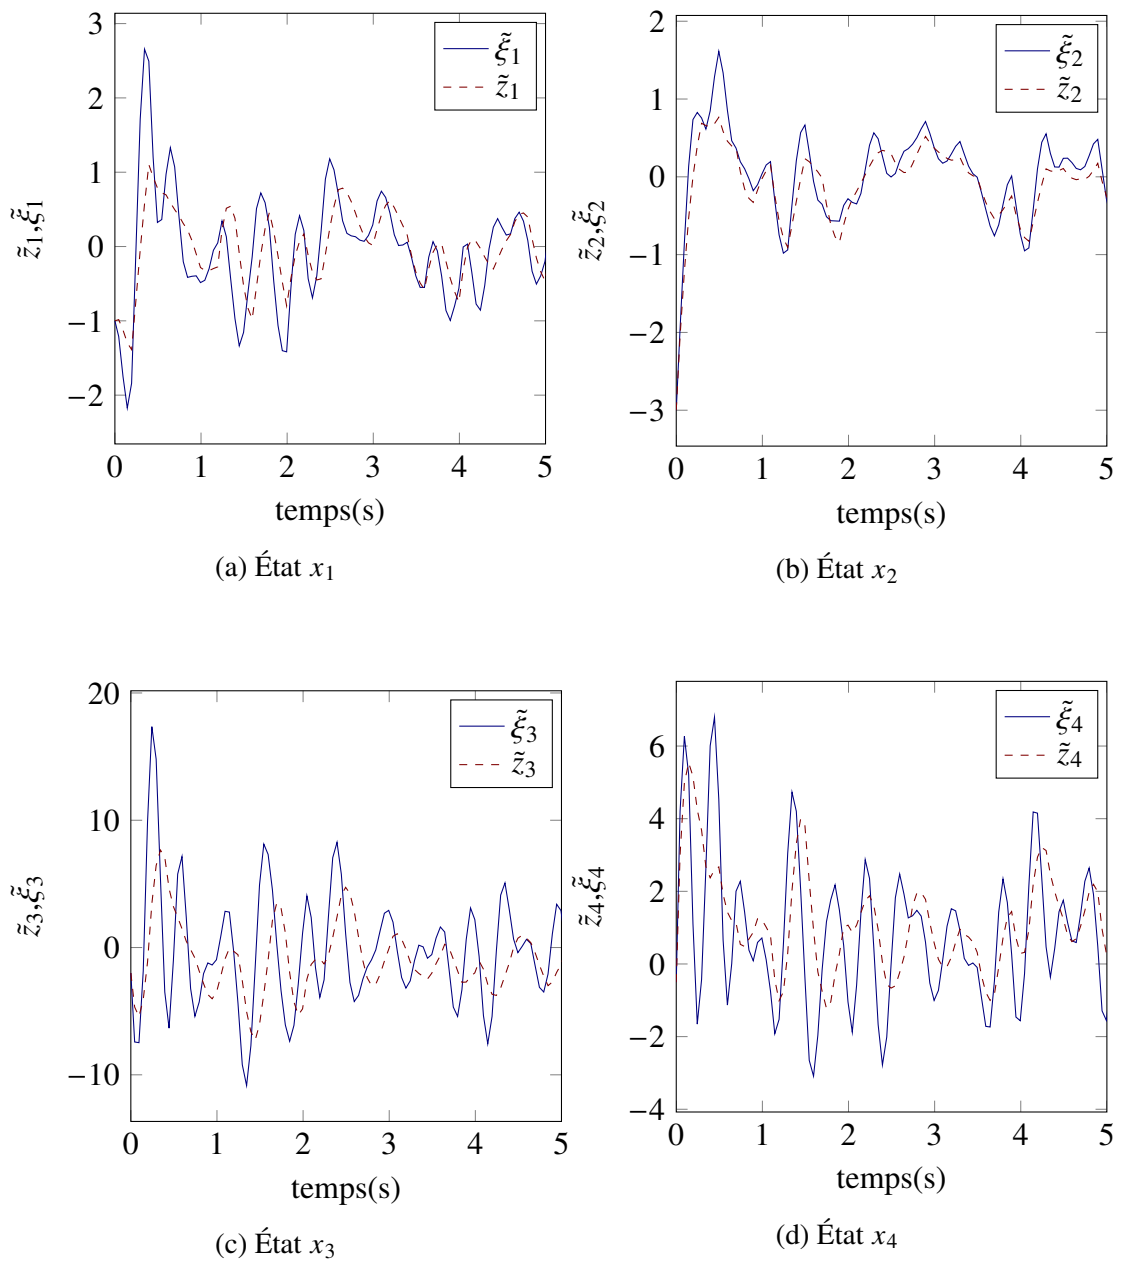 3
2
1
0
−1
−2
z̃₁,ξ̃₁
ξ̃₁
z̃₁
0 1 2 3 4 5
temps(s)
(a) État x₁
2
1
0
−1
−2
−3
z̃₂,ξ̃₂
ξ̃₂
z̃₂
0 1 2 3 4 5
temps(s)
(b) État x₂
20
10
0
−10
z̃₃,ξ̃₃
ξ̃₃
z̃₃
0 1 2 3 4 5
temps(s)
(c) État x₃
6
4
2
0
−2
−4
z̃₄,ξ̃₄
ξ̃₄
z̃₄
0 1 2 3 4 5
temps(s)
(d) État x₄